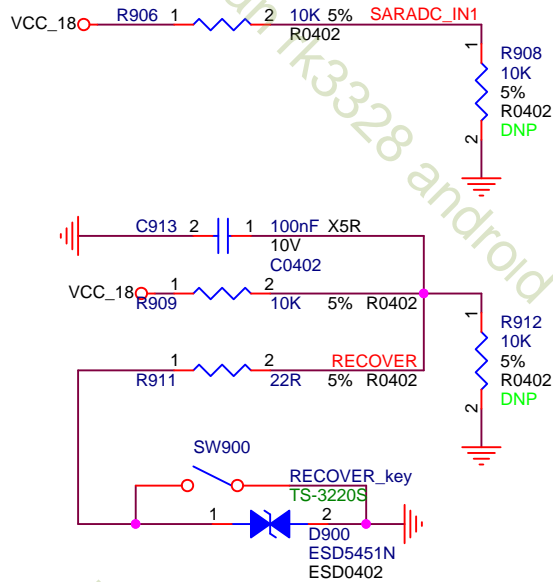 VCC_18 R906 1 2 10K 5% SARADC_IN1
R0402
1 R908
10K
5%
R0402
2 DNP
rk3328 android
C913 2 1 100nF X5R
10V
C0402
VCC_18 R909 1 2 10K 5% R0402
1 R912
10K
5%
R0402
2 DNP
1 2 RECOVER
R911 22R 5% R0402
SW900
RECOVER_key
TS-3220S
1 2
D900
ESD5451N
ESD0402